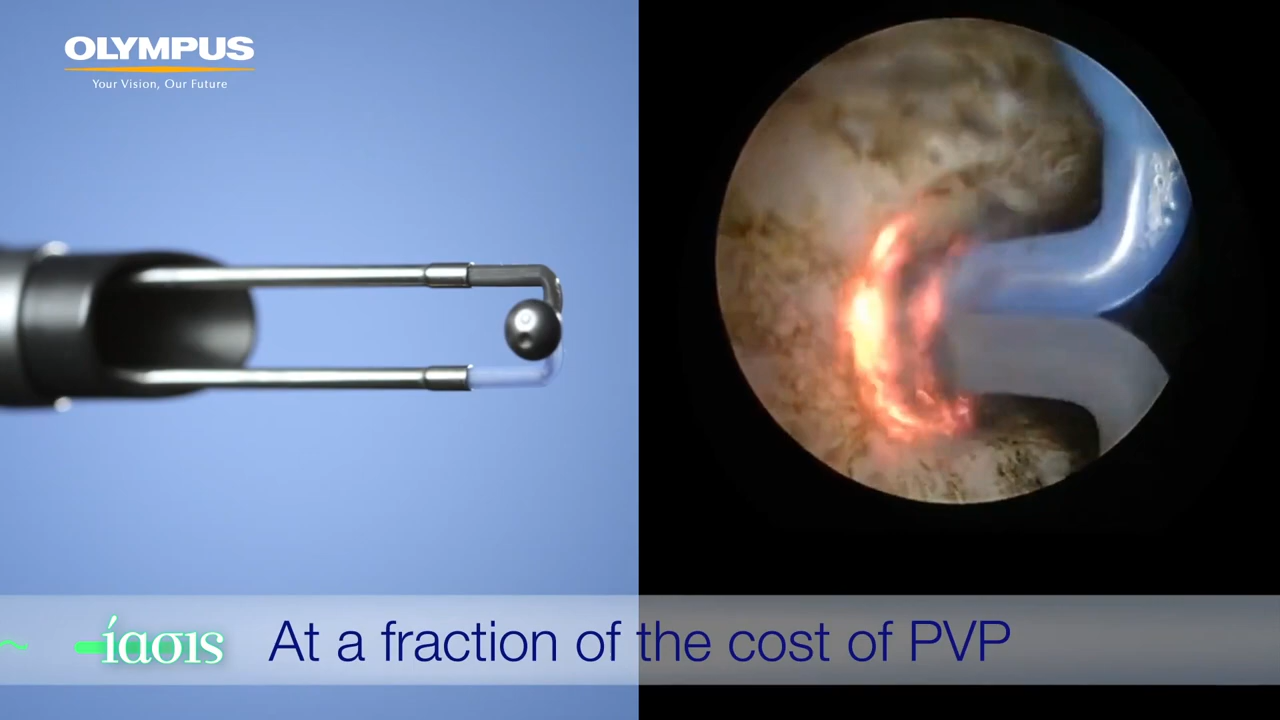 OLYMPUS
Your Vision, Our Future
ίασις At a fraction of the cost of PVP